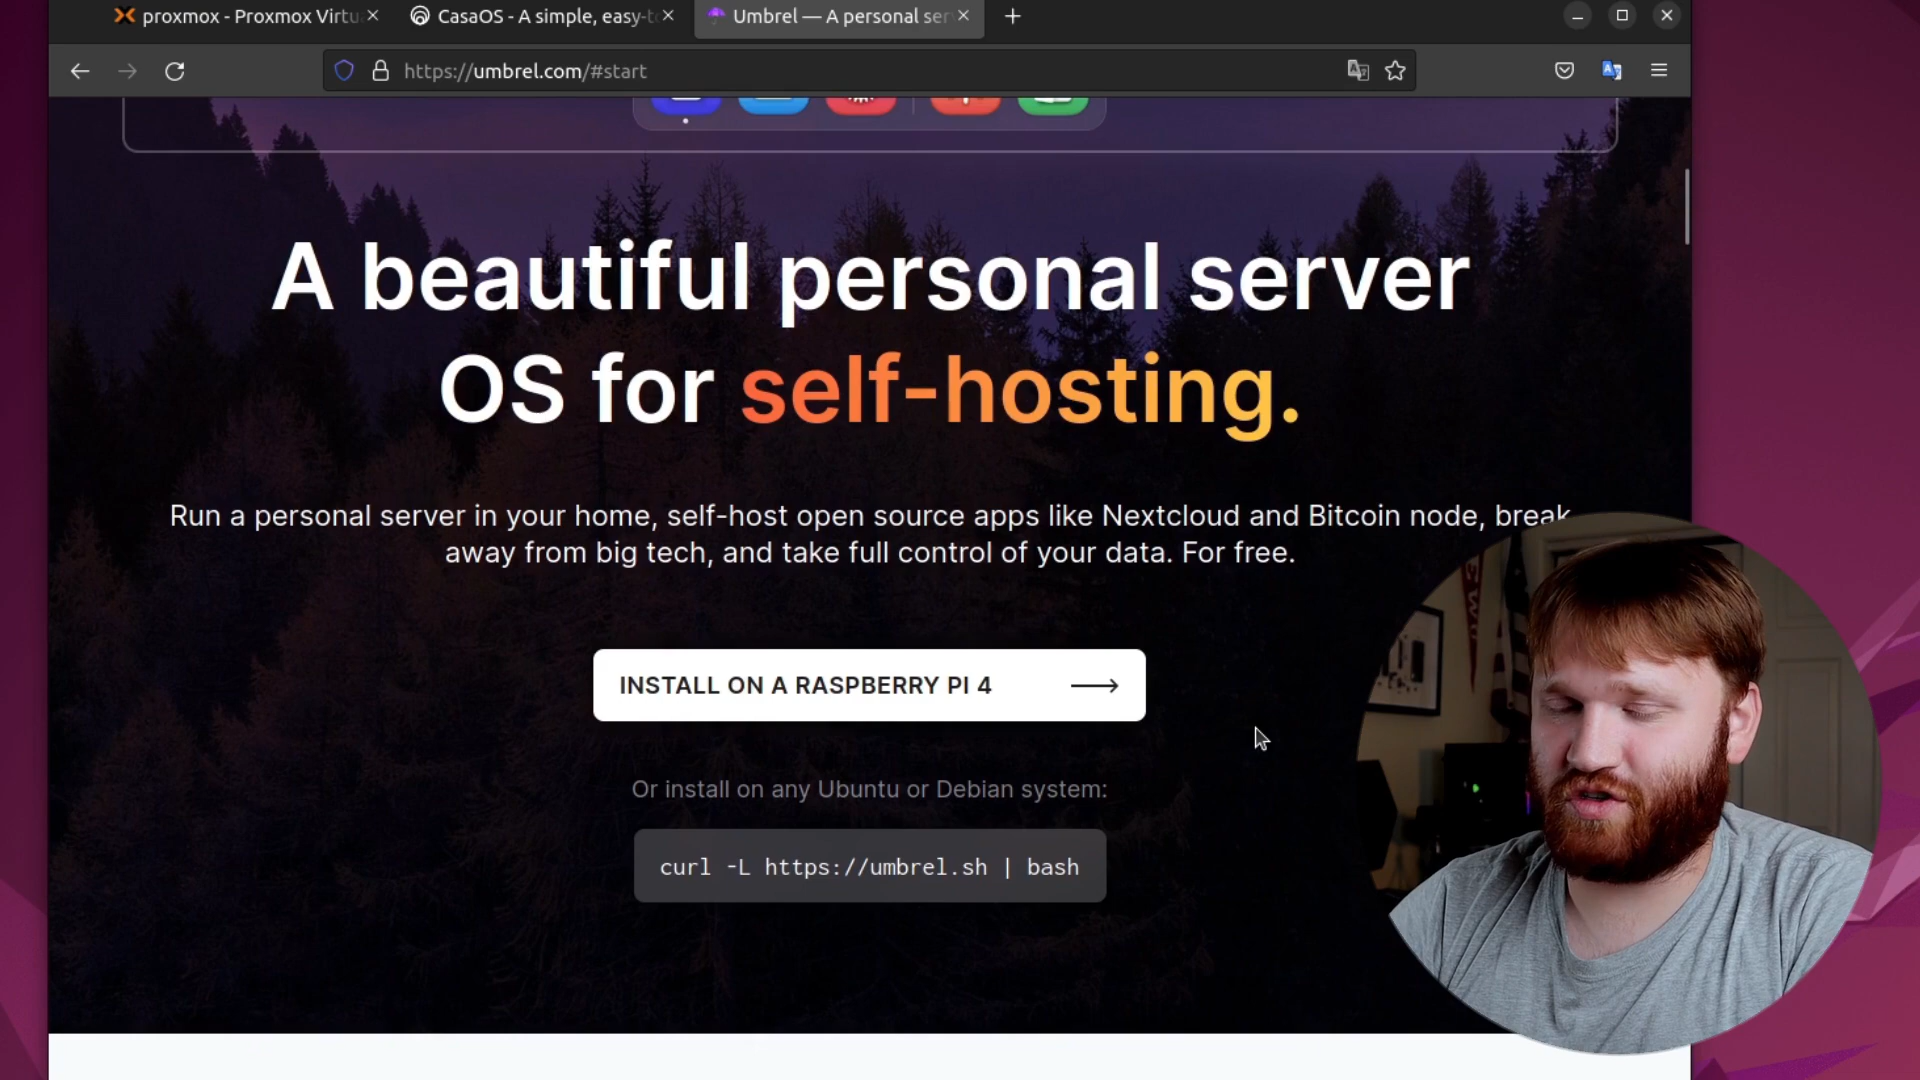 proxmox - Proxmox Virtu
CasaOS - A simple, easy-t
Umbrel — A personal ser
https://umbrel.com/#start
A beautiful personal server
OS for self-hosting.
Run a personal server in your home, self-host open source apps like Nextcloud and Bitcoin node, break
away from big tech, and take full control of your data. For free.
INSTALL ON A RASPBERRY PI 4
Or install on any Ubuntu or Debian system:
curl -L https://umbrel.sh | bash